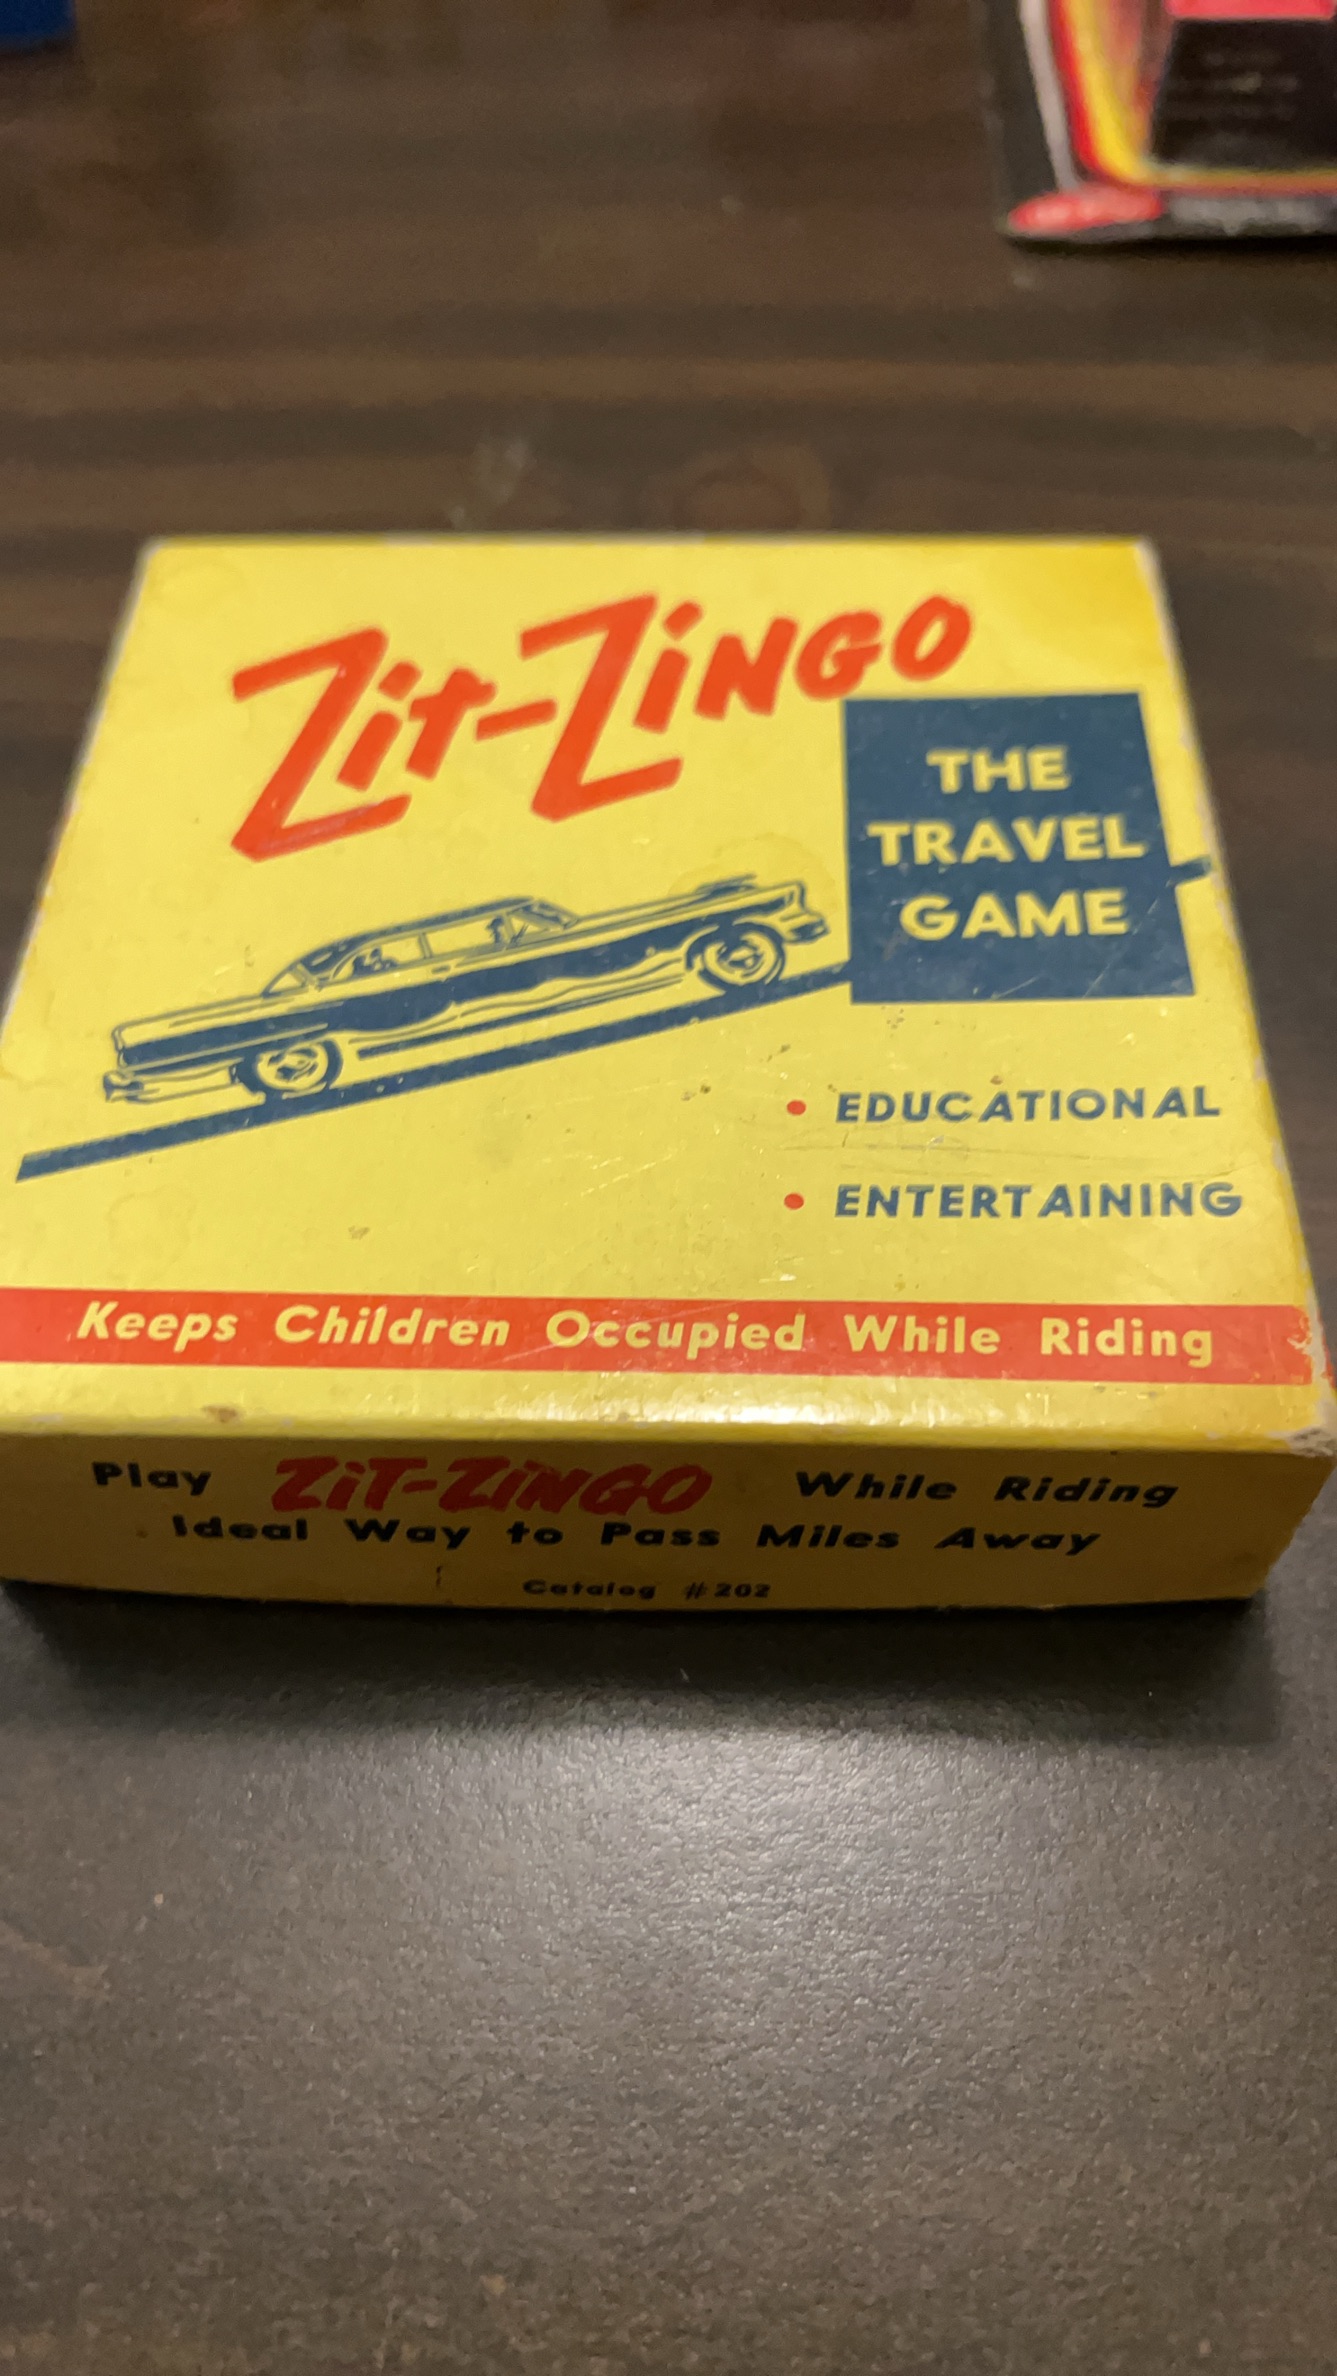 Zit-Zingo
THE
TRAVEL
GAME
• EDUCATIONAL
• ENTERTAINING
Keeps Children Occupied While Riding
Play ZiT-ZiNGO While Riding
Ideal Way to Pass Miles Away
Catalog #202